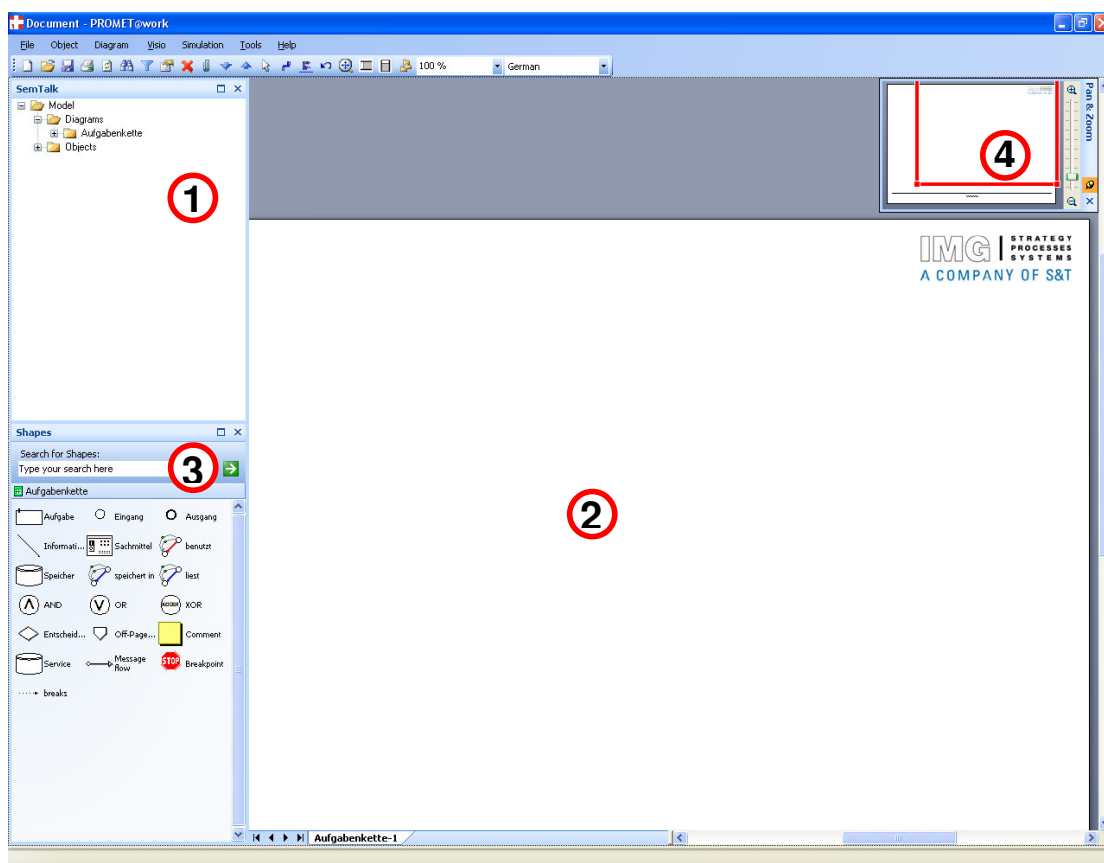 Document - PROMET@work
File Object Diagram Visio Simulation Tools Help
100 % German
SemTalk
Model
Diagrams
Aufgabenkette
Objects
1
Pan & Zoom
4
IMG STRATEGY
PROCESSES
SYSTEMS
A COMPANY OF S&T
Shapes
Search for Shapes:
Type your search here
3
Aufgabenkette
Aufgabe Eingang Ausgang
Informati... Sachmittel benutzt
Speicher speichert in liest
AND OR XOR
Entscheid... Off-Page... Comment
Service Message flow STOP Breakpoint
breaks
2
Aufgabenkette-1